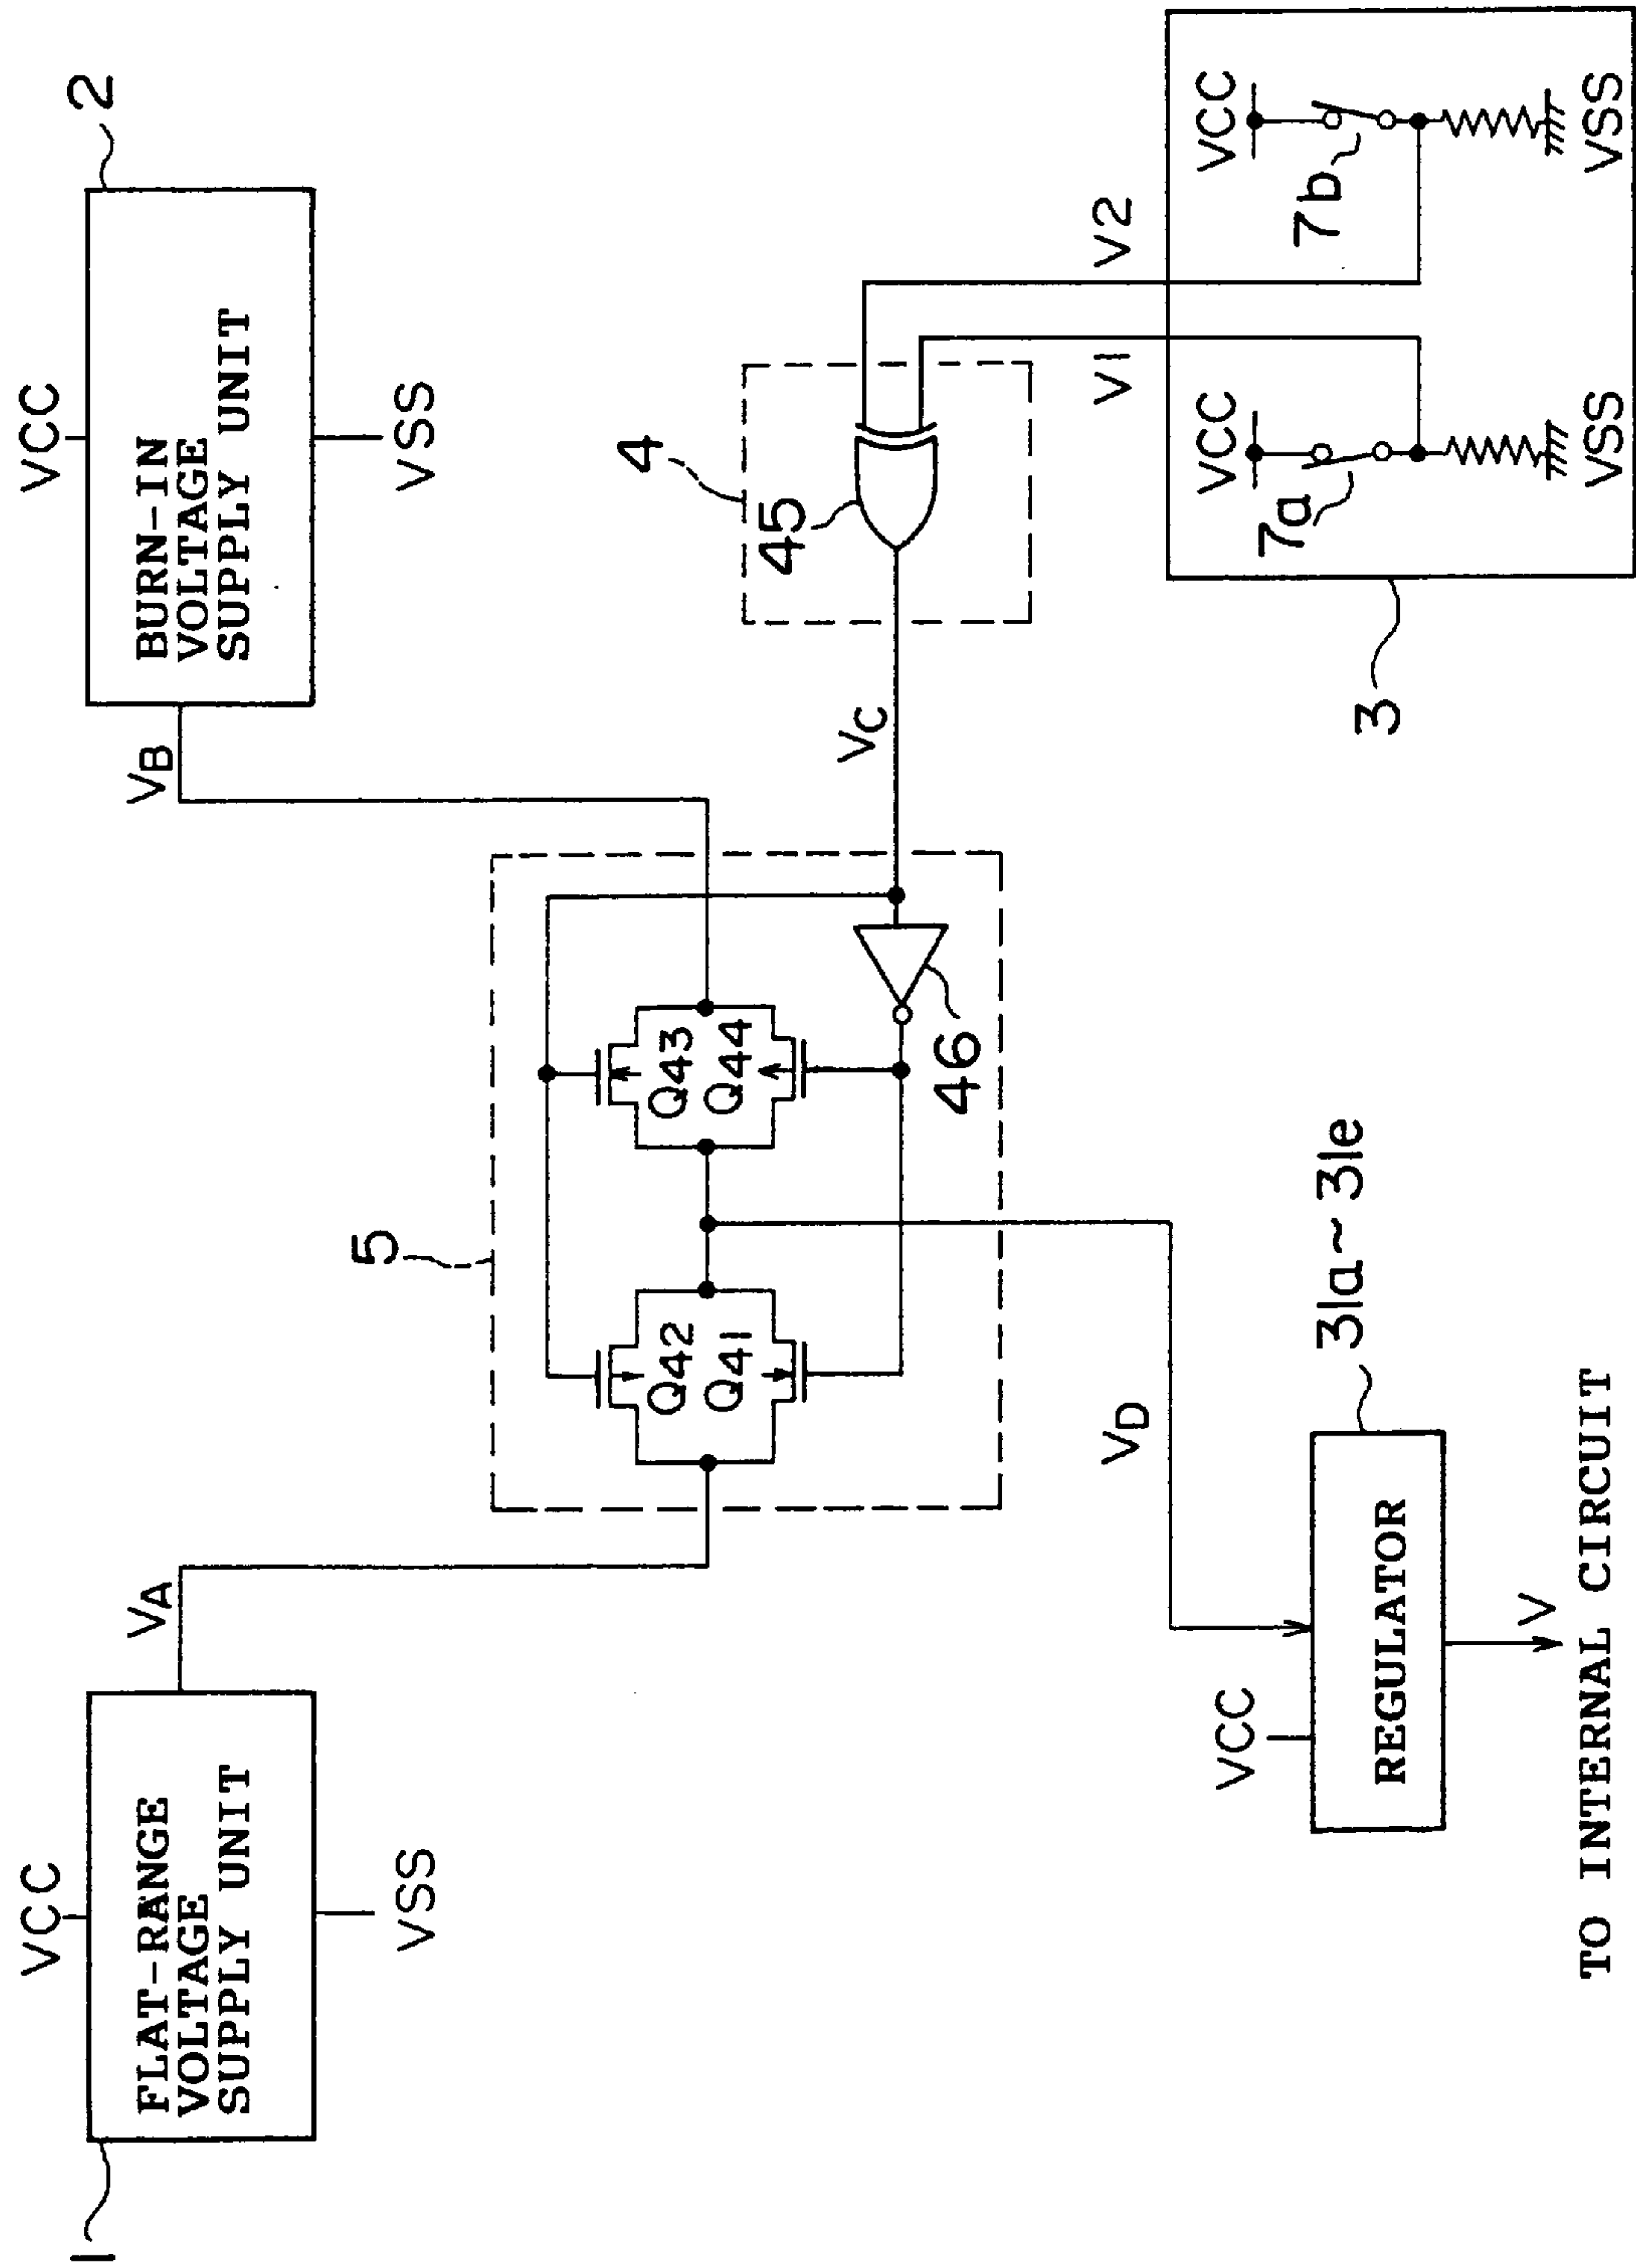 VCC
VCC
1
FLAT-RANGE
VOLTAGE
SUPPLY UNIT
2
BURN-IN
VOLTAGE
SUPPLY UNIT
VSS
VSS
VA
VB
5
Q42
Q41
Q43
Q44
46
VC
4
45
VD
V1
V2
VCC
REGULATOR
31a~31e
V
TO INTERNAL CIRCUIT
3
VCC
7a
VSS
VCC
7b
VSS